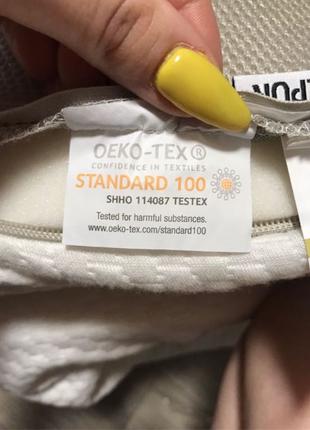 OEKO-TEX®
CONFIDENCE IN TEXTILES
STANDARD 100
SHHO 114087 TESTEX
Tested for harmful substances.
www.oeko-tex.com/standard100